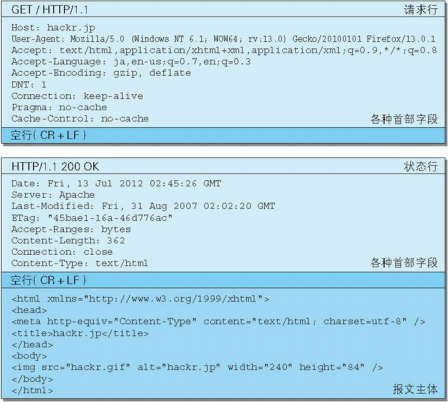 GET / HTTP/1.1 请求行
Host: hackr.jp
User-Agent: Mozilla/5.0 (Windows NT 6.1; WOW64; rv:13.0) Gecko/20100101 Firefox/13.0.1
Accept: text/html,application/xhtml+xml,application/xml;q=0.9,*/*;q=0.8
Accept-Language: ja,en-us;q=0.7,en;q=0.3
Accept-Encoding: gzip, deflate
DNT: 1
Connection: keep-alive
Pragma: no-cache
Cache-Control: no-cache 各种首部字段
空行(CR+LF)
HTTP/1.1 200 OK 状态行
Date: Fri, 13 Jul 2012 02:45:26 GMT
Server: Apache
Last-Modified: Fri, 31 Aug 2007 02:02:20 GMT
ETag: "45bae1-16a-46d776ac"
Accept-Ranges: bytes
Content-Length: 362
Connection: close
Content-Type: text/html 各种首部字段
空行(CR+LF)
<html xmlns="http://www.w3.org/1999/xhtml">
<head>
<meta http-equiv="Content-Type" content="text/html; charset=utf-8" />
<title>hackr.jp</title>
</head>
<body>
<img src="hackr.gif" alt="hackr.jp" width="240" height="84" />
</body>
</html> 报文主体